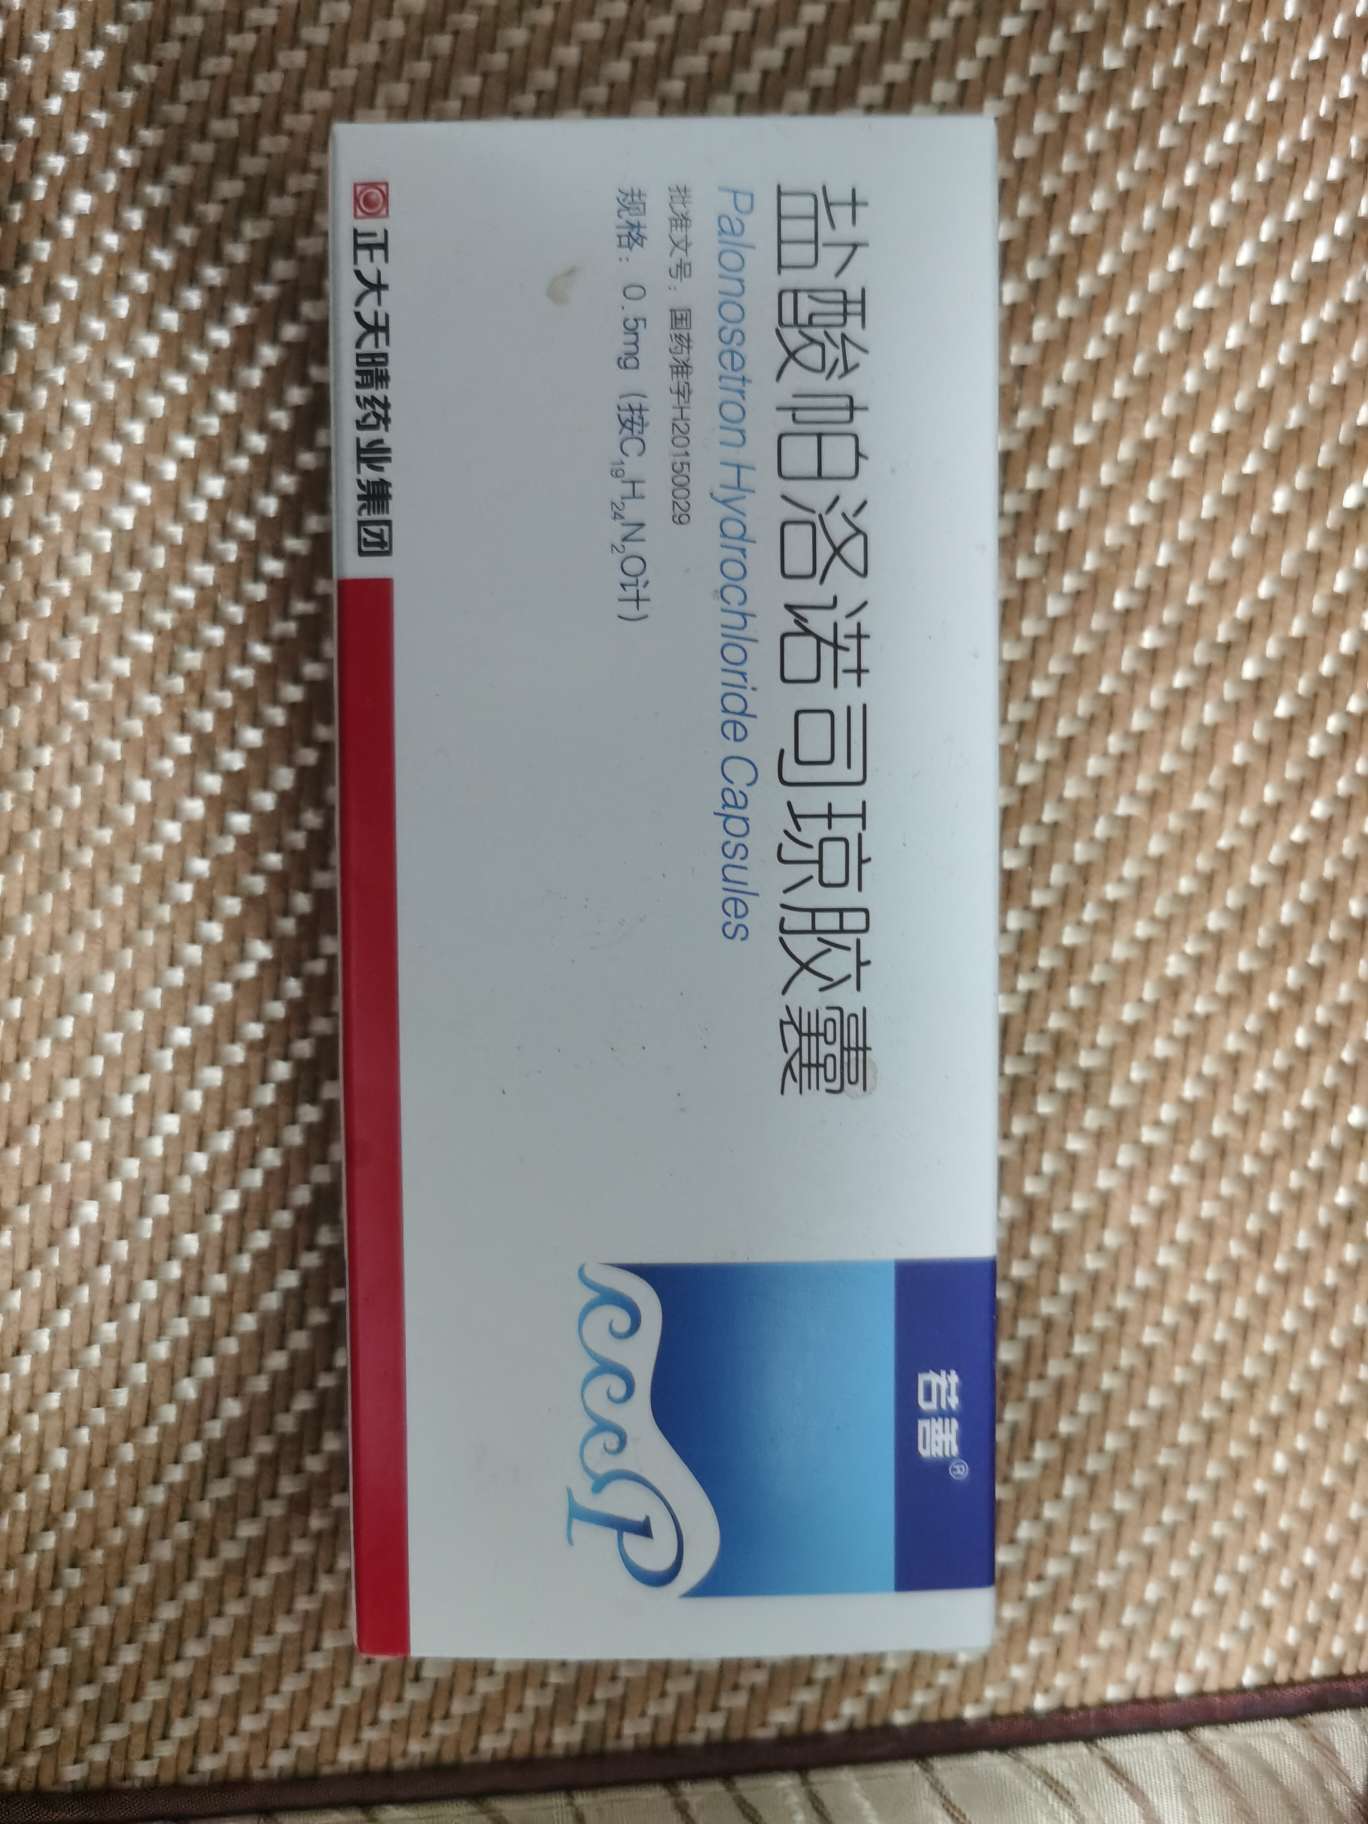 盐酸帕洛诺司琼胶囊
Palonosetron Hydrochloride Capsules
批准文号：国药准字H20150029
规格：0.5mg（按C₁₉H₂₄N₂O计）
若善®
正大天晴药业集团